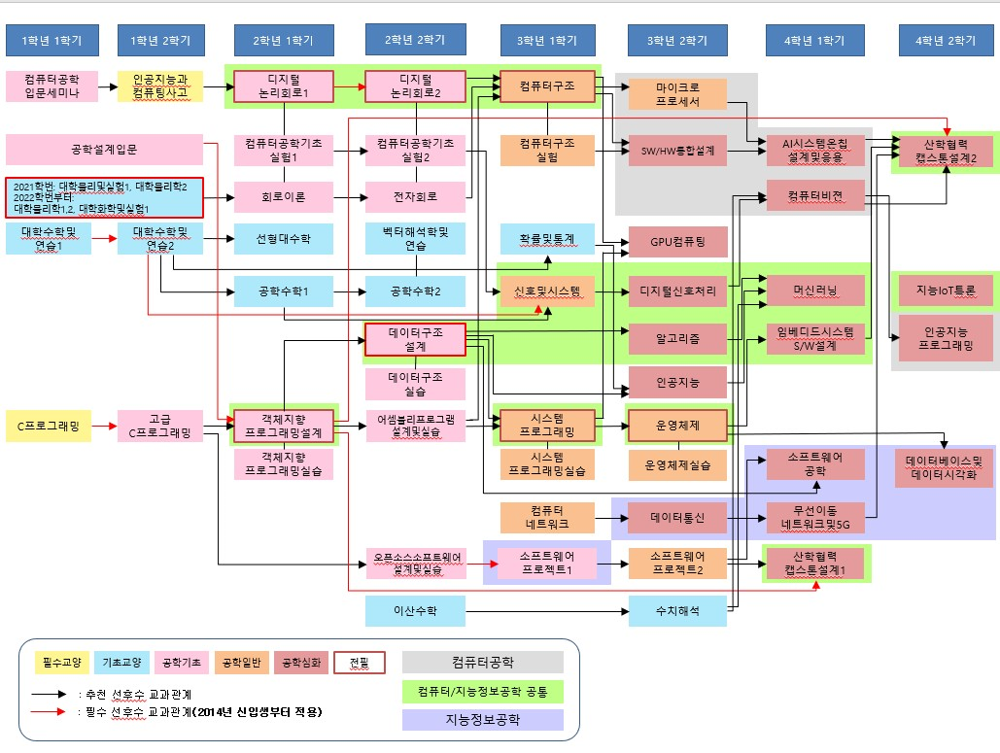 1학년 1학기
1학년 2학기
2학년 1학기
2학년 2학기
3학년 1학기
3학년 2학기
4학년 1학기
4학년 2학기
컴퓨터공학
입문세미나
인공지능과
컴퓨팅사고
디지털
논리회로1
디지털
논리회로2
컴퓨터구조
마이크로
프로세서
공학설계입문
컴퓨터공학기초
실험1
컴퓨터공학기초
실험2
컴퓨터구조
실험
SW/HW통합설계
AI시스템온칩
설계및응용
산학협력
캡스톤설계2
2021학번: 대학물리및실험1, 대학물리학2
2022학번부터:
대학물리학1,2, 대학화학및실험1
회로이론
전자회로
컴퓨터비젼
대학수학및
연습1
대학수학및
연습2
선형대수학
벡터해석학및
연습
확률및통계
GPU컴퓨팅
공학수학1
공학수학2
신호및시스템
디지털신호처리
머신러닝
지능IoT특론
데이터구조
설계
알고리즘
임베디드시스템
S/W설계
인공지능
프로그래밍
데이터구조
실습
인공지능
C프로그래밍
고급
C프로그래밍
객체지향
프로그래밍설계
어셈블리프로그램
설계및실습
시스템
프로그래밍
운영체제
객체지향
프로그래밍실습
시스템
프로그래밍실습
운영체제실습
소프트웨어
공학
데이터베이스및
데이터시각화
컴퓨터
네트워크
데이터통신
무선이동
네트워크및5G
오픈소스소프트웨어
설계및실습
소프트웨어
프로젝트1
소프트웨어
프로젝트2
산학협력
캡스톤설계1
이산수학
수치해석
필수교양
기초교양
공학기초
공학일반
공학심화
전필
컴퓨터공학
: 추천 선후수 교과관계
컴퓨터/지능정보공학 공통
: 필수 선후수 교과관계(2014년 신입생부터 적용)
지능정보공학